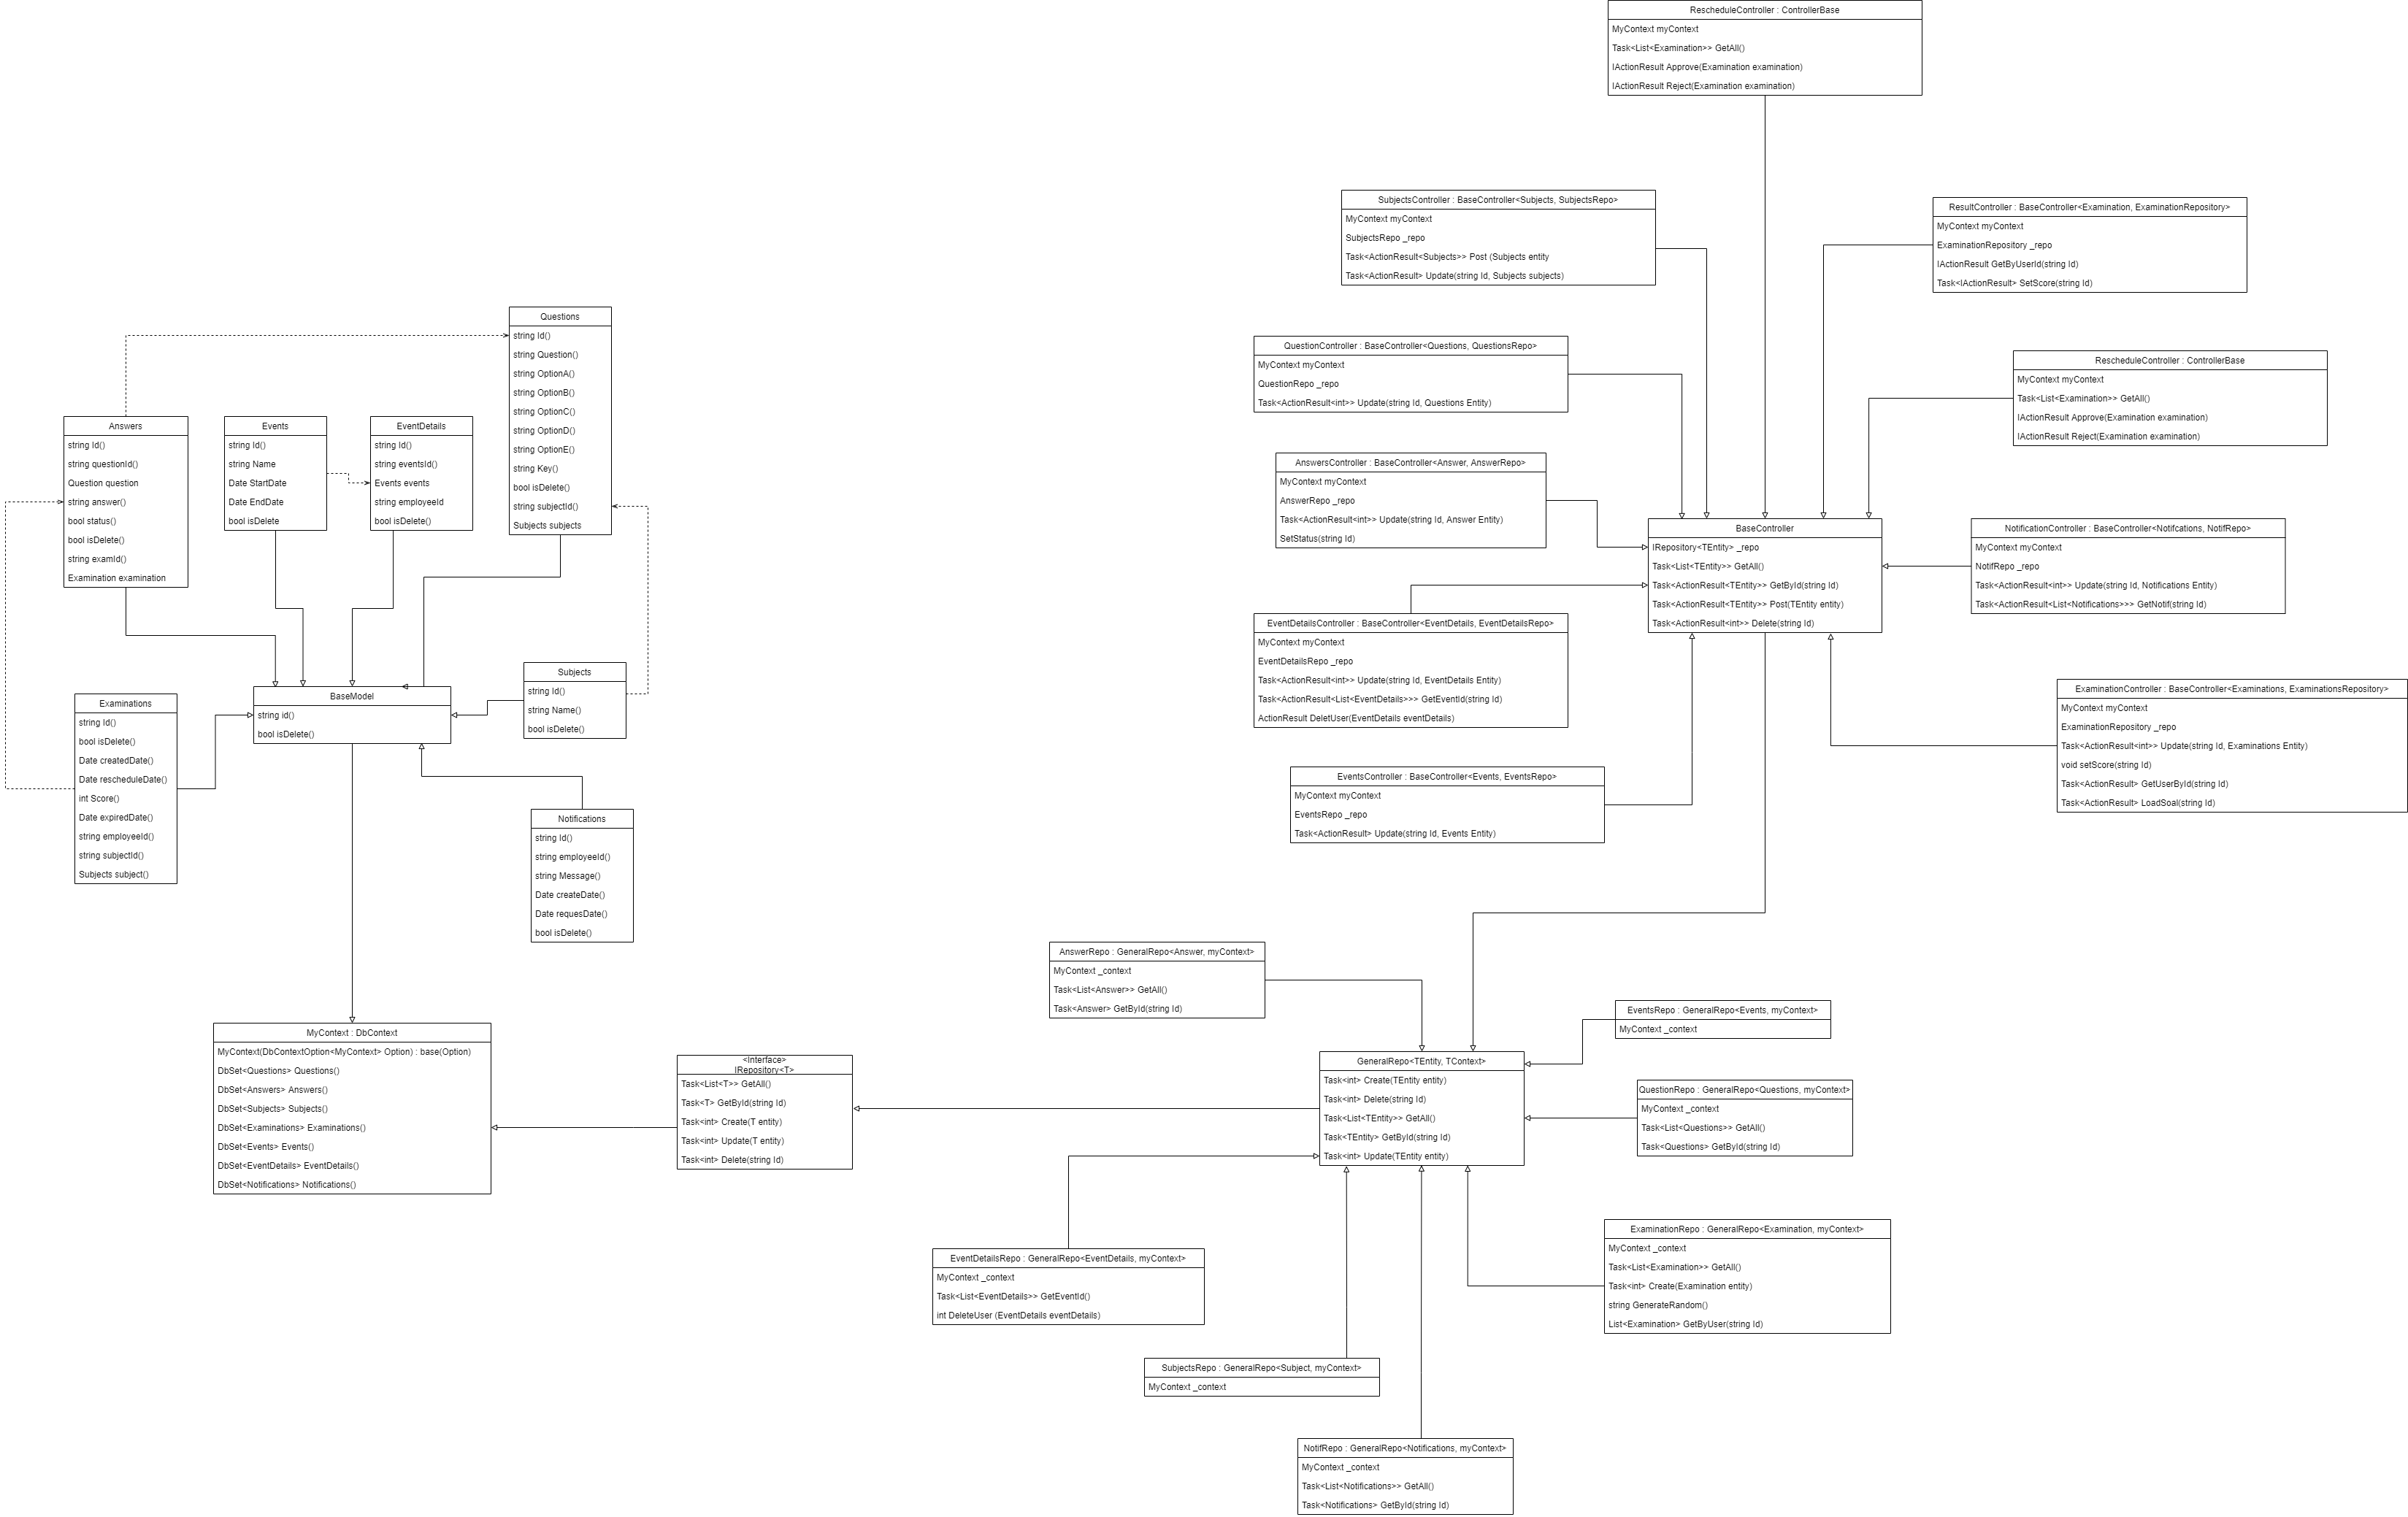 RescheduleController : ControllerBase
MyContext myContext
Task<List<Examination>> GetAll()
IActionResult Approve(Examination examination)
IActionResult Reject(Examination examination)
SubjectsController : BaseController<Subjects, SubjectsRepo>
MyContext myContext
SubjectsRepo _repo
Task<ActionResult<Subjects>> Post (Subjects entity
Task<ActionResult> Update(string Id, Subjects subjects)
ResultController : BaseController<Examination, ExaminationRepository>
MyContext myContext
ExaminationRepository _repo
IActionResult GetByUserId(string Id)
Task<IActionResult> SetScore(string Id)
Questions
string Id()
string Question()
string OptionA()
string OptionB()
string OptionC()
string OptionD()
string OptionE()
string Key()
bool isDelete()
string subjectId()
Subjects subjects
QuestionController : BaseController<Questions, QuestionsRepo>
MyContext myContext
QuestionRepo _repo
Task<ActionResult<int>> Update(string Id, Questions Entity)
RescheduleController : ControllerBase
MyContext myContext
Task<List<Examination>> GetAll()
IActionResult Approve(Examination examination)
IActionResult Reject(Examination examination)
Answers
string Id()
string questionId()
Question question
string answer()
bool status()
bool isDelete()
string examId()
Examination examination
Events
string Id()
string Name
Date StartDate
Date EndDate
bool isDelete
EventDetails
string Id()
string eventsId()
Events events
string employeeId
bool isDelete()
AnswersController : BaseController<Answer, AnswerRepo>
MyContext myContext
AnswerRepo _repo
Task<ActionResult<int>> Update(string Id, Answer Entity)
SetStatus(string Id)
BaseController
IRepository<TEntity> _repo
Task<List<TEntity>> GetAll()
Task<ActionResult<TEntity>> GetById(string Id)
Task<ActionResult<TEntity>> Post(TEntity entity)
Task<ActionResult<int>> Delete(string Id)
NotificationController : BaseController<Notifcations, NotifRepo>
MyContext myContext
NotifRepo _repo
Task<ActionResult<int>> Update(string Id, Notifications Entity)
Task<ActionResult<List<Notifications>>> GetNotif(string Id)
EventDetailsController : BaseController<EventDetails, EventDetailsRepo>
MyContext myContext
EventDetailsRepo _repo
Task<ActionResult<int>> Update(string Id, EventDetails Entity)
Task<ActionResult<List<EventDetails>>> GetEventId(string Id)
ActionResult DeletUser(EventDetails eventDetails)
Examinations
string Id()
bool isDelete()
Date createdDate()
Date rescheduleDate()
int Score()
Date expiredDate()
string employeeId()
string subjectId()
Subjects subject()
BaseModel
string id()
bool isDelete()
Subjects
string Id()
string Name()
bool isDelete()
ExaminationController : BaseController<Examinations, ExaminationsRepository>
MyContext myContext
ExaminationRepository _repo
Task<ActionResult<int>> Update(string Id, Examinations Entity)
void setScore(string Id)
Task<ActionResult> GetUserById(string Id)
Task<ActionResult> LoadSoal(string Id)
EventsController : BaseController<Events, EventsRepo>
MyContext myContext
EventsRepo _repo
Task<ActionResult> Update(string Id, Events Entity)
Notifications
string Id()
string employeeId()
string Message()
Date createDate()
Date requesDate()
bool isDelete()
AnswerRepo : GeneralRepo<Answer, myContext>
MyContext _context
Task<List<Answer>> GetAll()
Task<Answer> GetById(string Id)
EventsRepo : GeneralRepo<Events, myContext>
MyContext _context
MyContext : DbContext
MyContext(DbContextOption<MyContext> Option) : base(Option)
DbSet<Questions> Questions()
DbSet<Answers> Answers()
DbSet<Subjects> Subjects()
DbSet<Examinations> Examinations()
DbSet<Events> Events()
DbSet<EventDetails> EventDetails()
DbSet<Notifications> Notifications()
<Interface>
IRepository<T>
Task<List<T>> GetAll()
Task<T> GetById(string Id)
Task<int> Create(T entity)
Task<int> Update(T entity)
Task<int> Delete(string Id)
GeneralRepo<TEntity, TContext>
Task<int> Create(TEntity entity)
Task<int> Delete(string Id)
Task<List<TEntity>> GetAll()
Task<TEntity> GetById(string Id)
Task<int> Update(TEntity entity)
QuestionRepo : GeneralRepo<Questions, myContext>
MyContext _context
Task<List<Questions>> GetAll()
Task<Questions> GetById(string Id)
EventDetailsRepo : GeneralRepo<EventDetails, myContext>
MyContext _context
Task<List<EventDetails>> GetEventId()
int DeleteUser (EventDetails eventDetails)
ExaminationRepo : GeneralRepo<Examination, myContext>
MyContext _context
Task<List<Examination>> GetAll()
Task<int> Create(Examination entity)
string GenerateRandom()
List<Examination> GetByUser(string Id)
SubjectsRepo : GeneralRepo<Subject, myContext>
MyContext _context
NotifRepo : GeneralRepo<Notifications, myContext>
MyContext _context
Task<List<Notifications>> GetAll()
Task<Notifications> GetById(string Id)